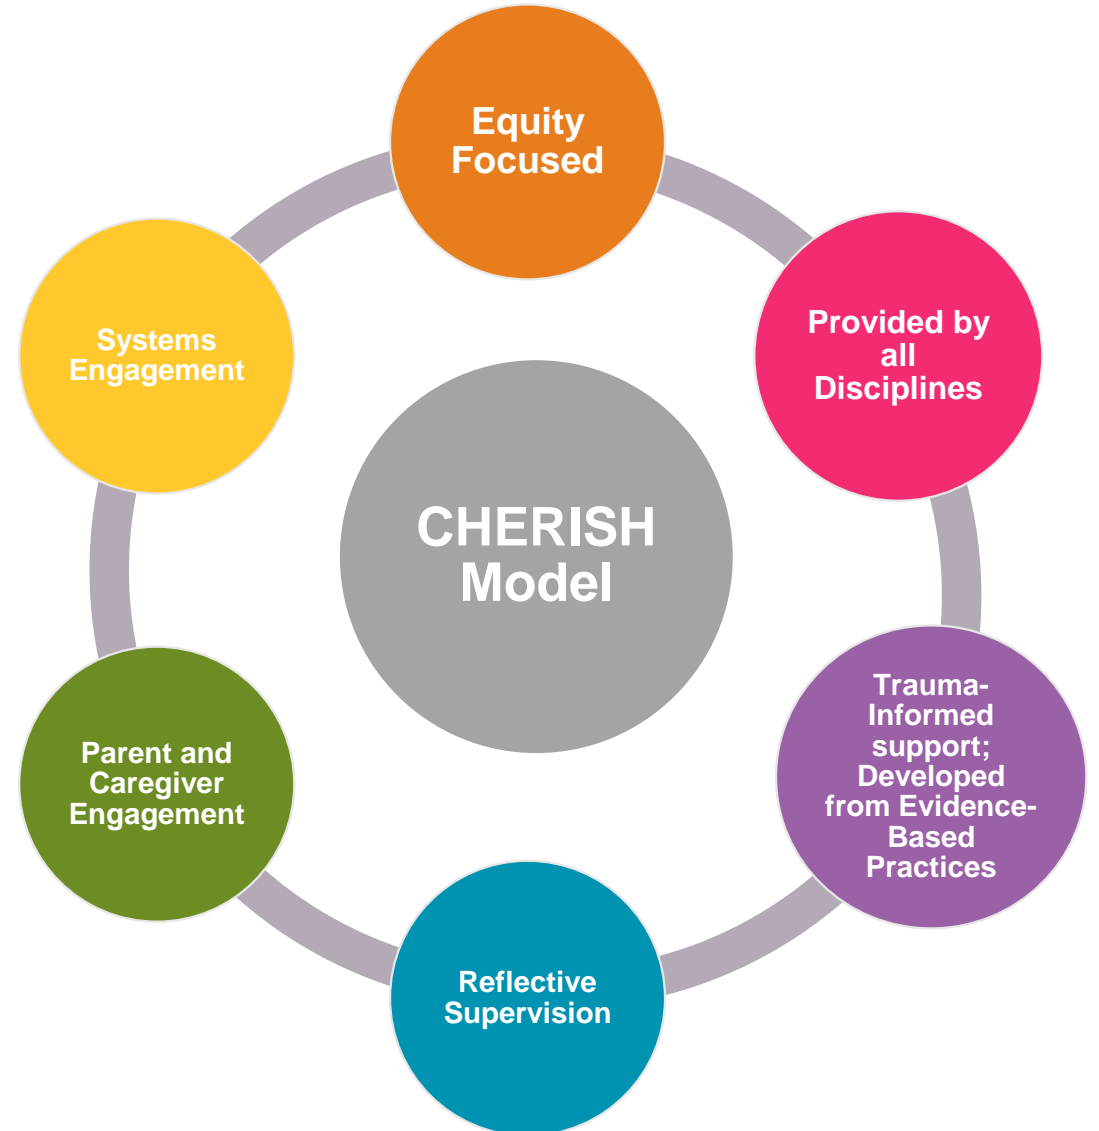 Equity
Focused
Provided by
all
Disciplines
Trauma-
Informed
support;
Developed
from Evidence-
Based
Practices
Reflective
Supervision
Parent and
Caregiver
Engagement
Systems
Engagement
CHERISH
Model